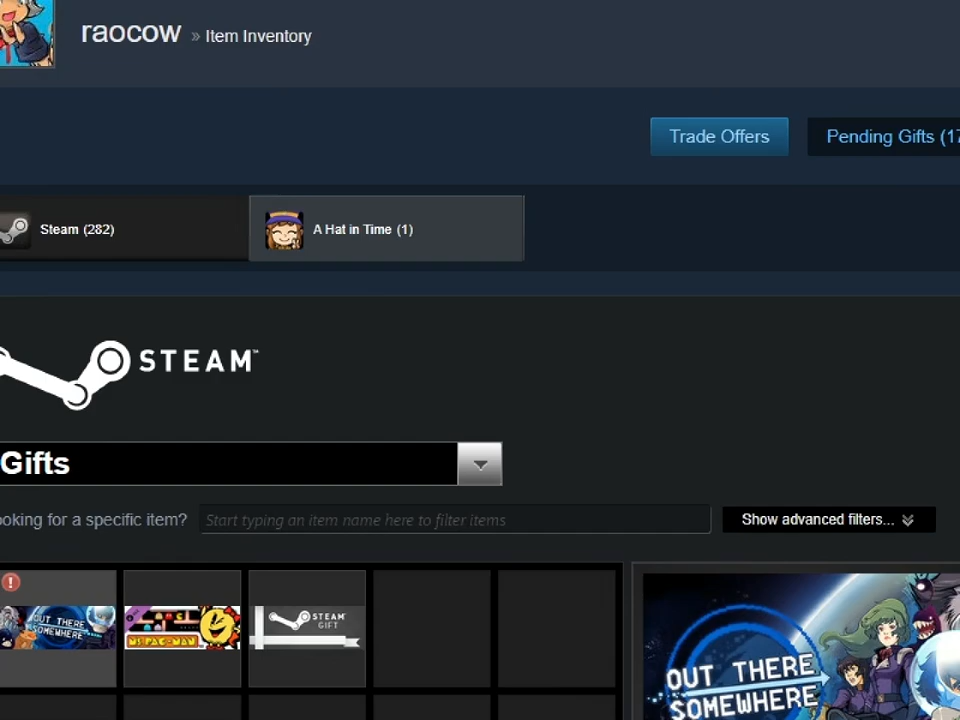 raocow » Item Inventory
Trade Offers
Pending Gifts (17
Steam (282)
A Hat in Time (1)
STEAM™
Gifts
ooking for a specific item?
Start typing an item name here to filter items
Show advanced filters...
!
OUT THERE
SOMEWHERE
MS. PAC-MAN
STEAM
GIFT
OUT THERE
SOMEWHERE